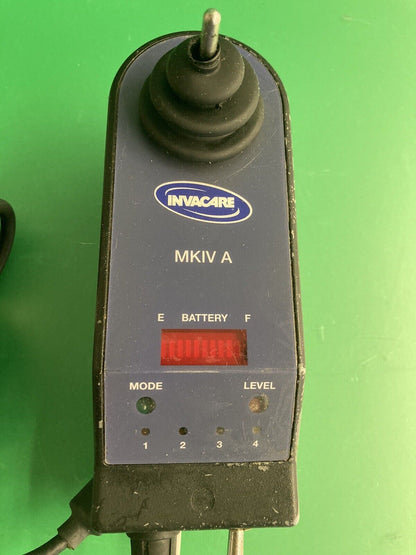 INVACARE
MKIV A
E BATTERY F
MODE LEVEL
1 2 3 4